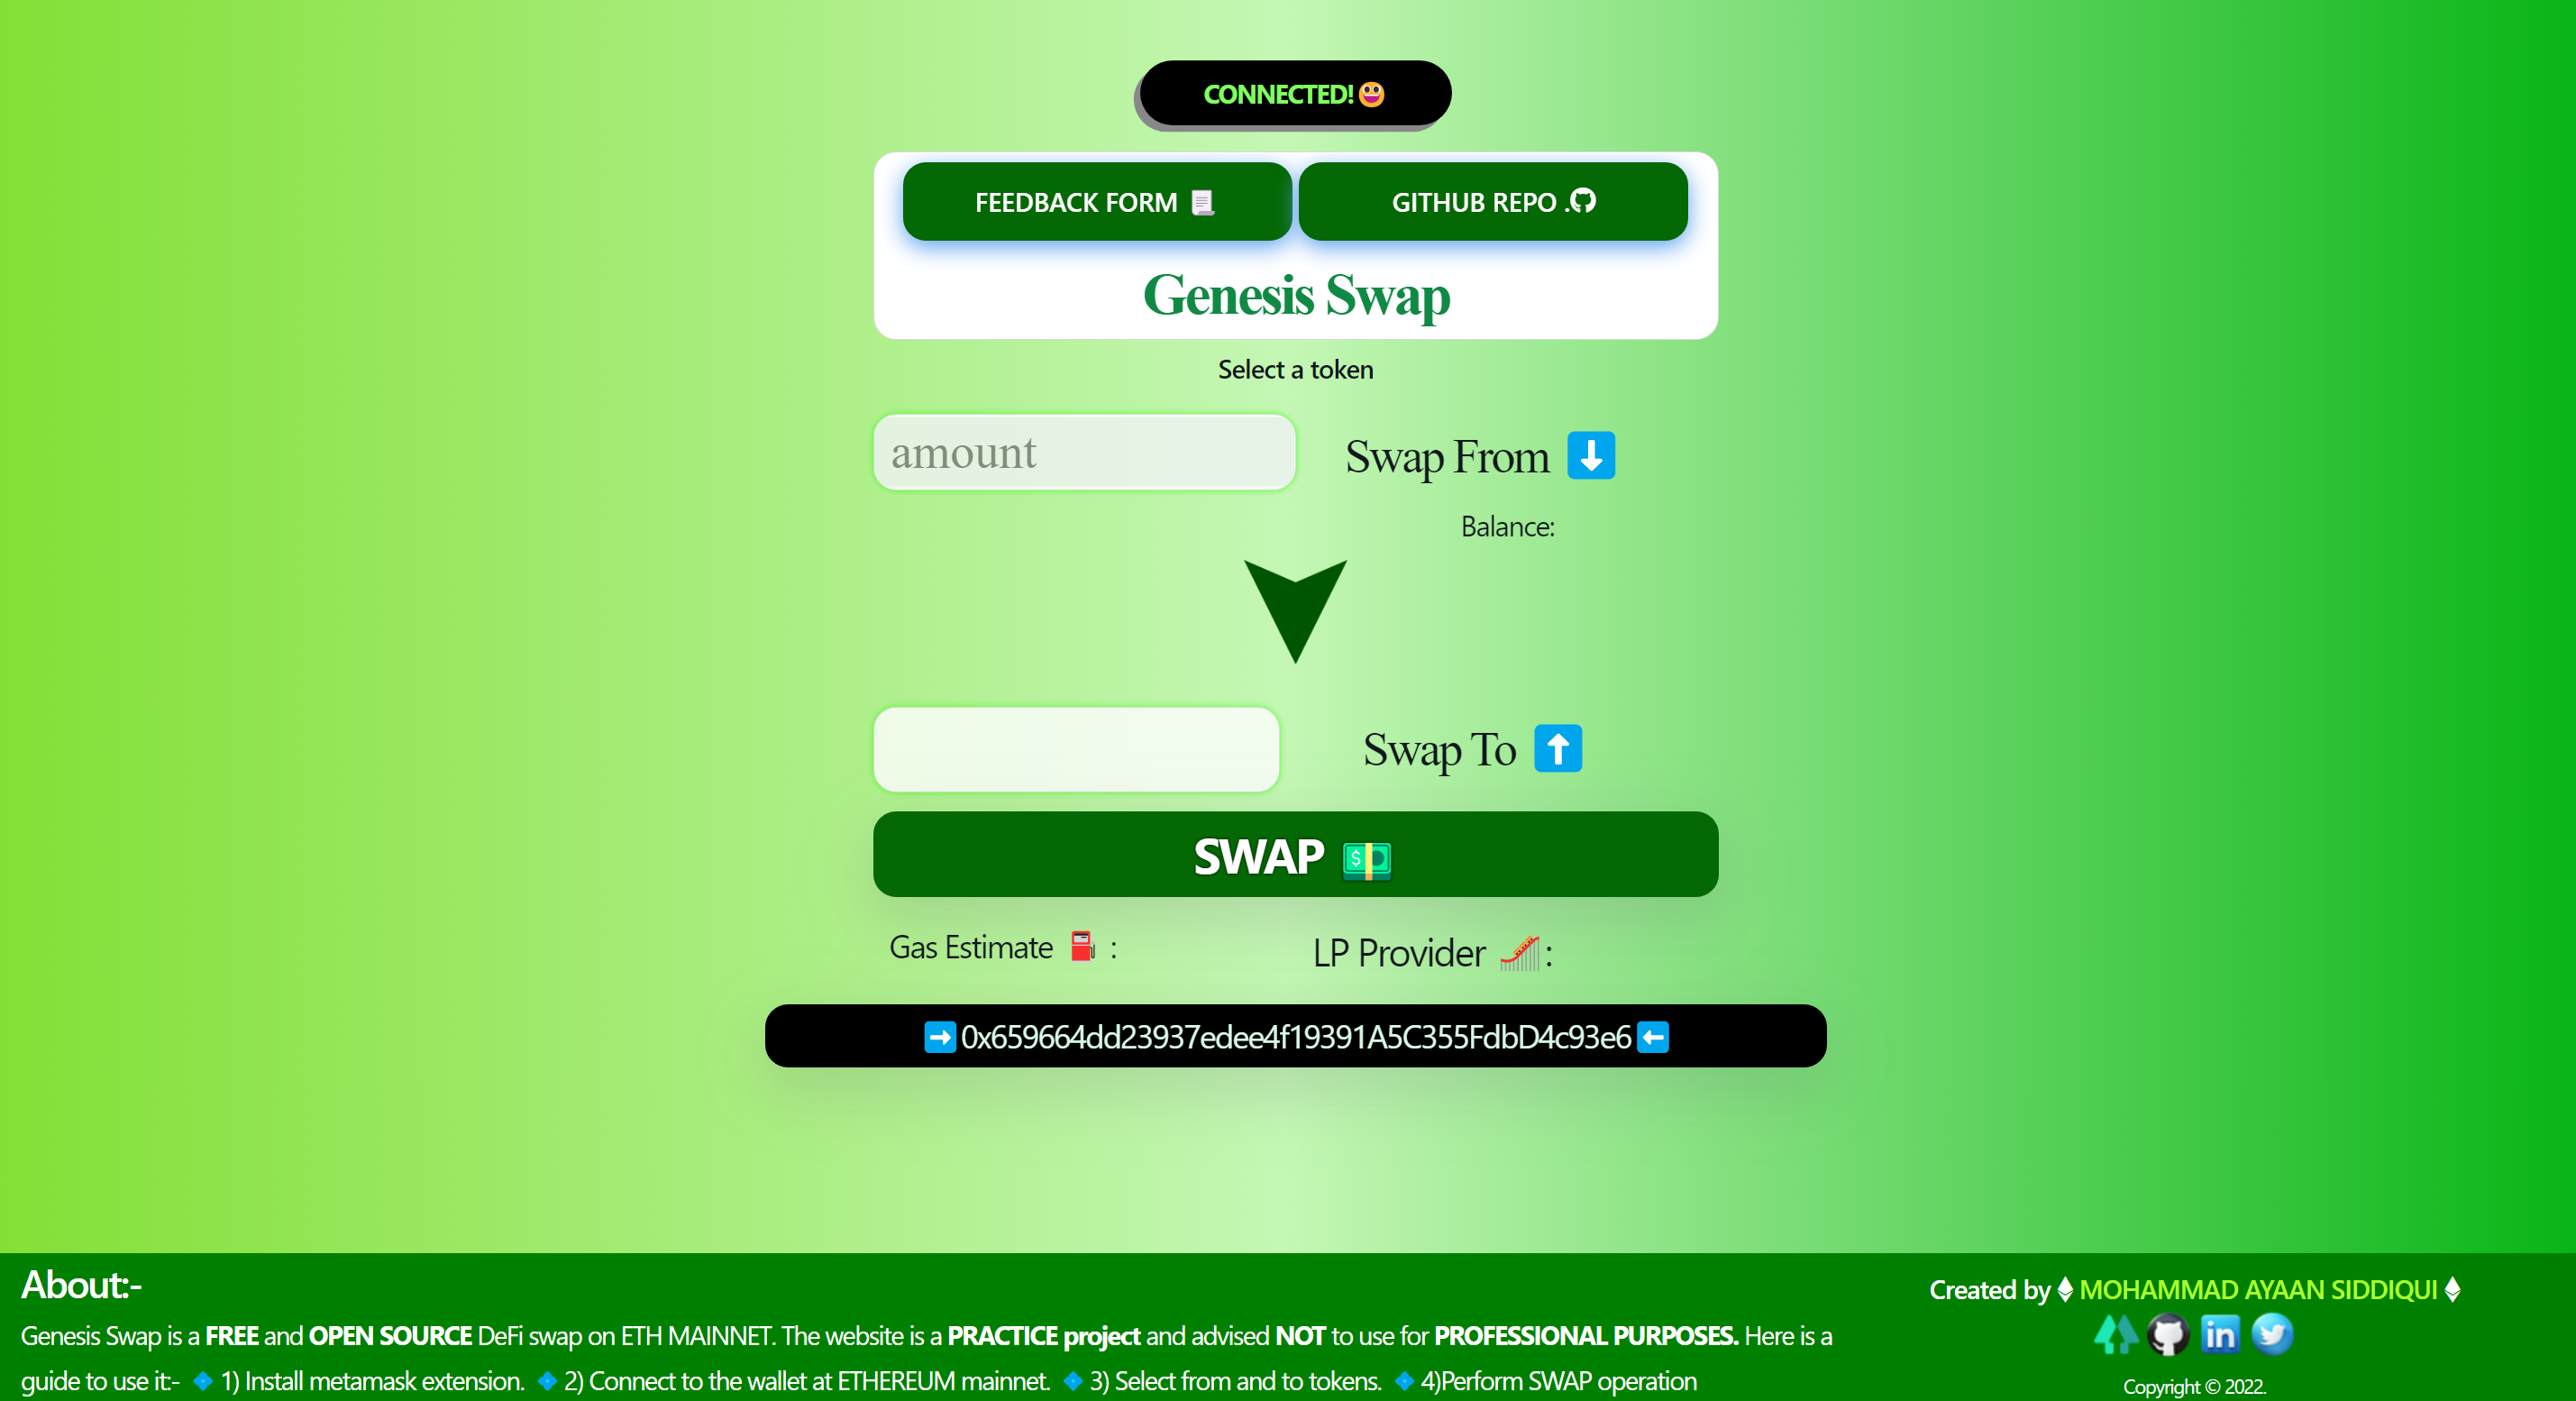 CONNECTED!😃
FEEDBACK FORM 📃
GITHUB REPO .
Genesis Swap
Select a token
amount
Swap From ⬇️
Balance:
Swap To ⬆️
SWAP 💵
Gas Estimate ⛽ :
LP Provider 🎢:
➡️0x659664dd23937edee4f19391A5C355FdbD4c93e6⬅️
About:-
Genesis Swap is a FREE and OPEN SOURCE DeFi swap on ETH MAINNET. The website is a PRACTICE project and advised NOT to use for PROFESSIONAL PURPOSES. Here is a
guide to use it:- 💠 1) Install metamask extension. 💠 2) Connect to the wallet at ETHEREUM mainnet. 💠 3) Select from and to tokens. 💠 4)Perform SWAP operation
Created by MOHAMMAD AYAAN SIDDIQUI
in
Copyright © 2022.